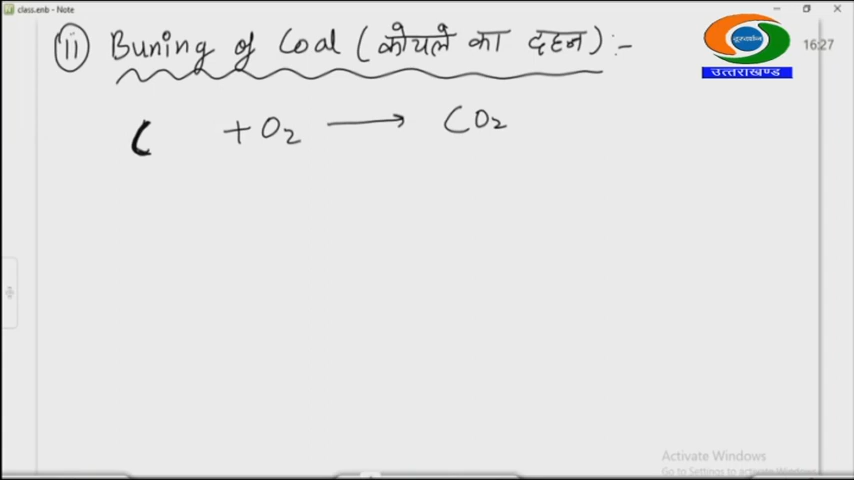 class.enb - Note
(ii) Buning of Coal (कोयले का दहन) :-
दूरदर्शन
उत्तराखण्ड
16:27
C + O2 → CO2
Activate Windows
Go to Settings to activate Windows.